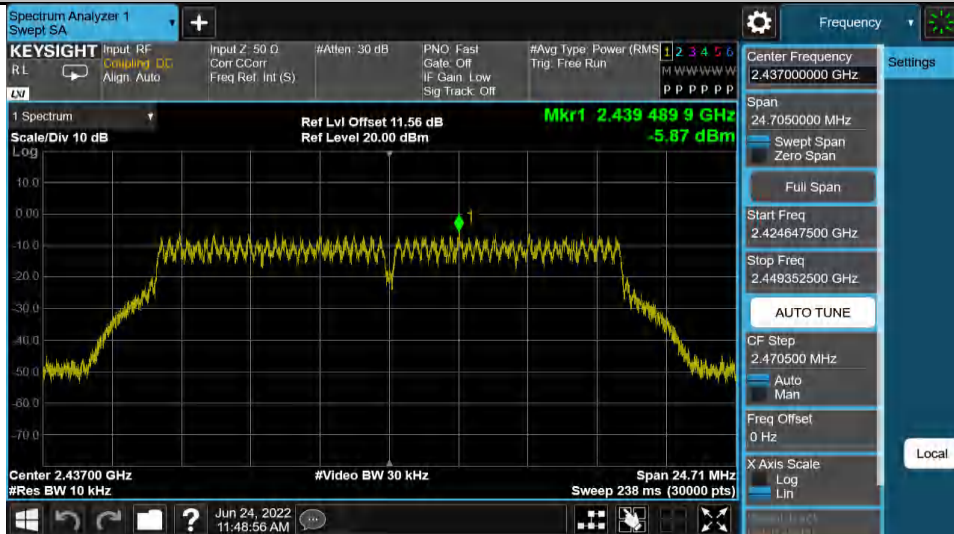 Spectrum Analyzer 1
Swept SA
+
Frequency
KEYSIGHT
RL
LXI
Input: RF
Coupling: DC
Align: Auto
Input Z: 50 Ω
Corr CCorr
Freq Ref: Int (S)
#Atten: 30 dB
PNO: Fast
Gate: Off
IF Gain: Low
Sig Track: Off
#Avg Type: Power (RMS
Trig: Free Run
1 2 3 4 5 6
M W W W W W
P P P P P P
1 Spectrum
Scale/Div 10 dB
Ref Lvl Offset 11.56 dB
Ref Level 20.00 dBm
Mkr1 2.439 489 9 GHz
-5.87 dBm
Log
10.0
0.00
-10.0
-20.0
-30.0
-40.0
-50.0
-60.0
-70.0
1
Center 2.43700 GHz
#Res BW 10 kHz
#Video BW 30 kHz
Span 24.71 MHz
Sweep 238 ms (30000 pts)
Center Frequency
2.437000000 GHz
Span
24.7050000 MHz
Swept Span
Zero Span
Full Span
Start Freq
2.424647500 GHz
Stop Freq
2.449352500 GHz
AUTO TUNE
CF Step
2.470500 MHz
Auto
Man
Freq Offset
0 Hz
X Axis Scale
Log
Lin
Settings
Local
?
Jun 24, 2022
11:48:56 AM